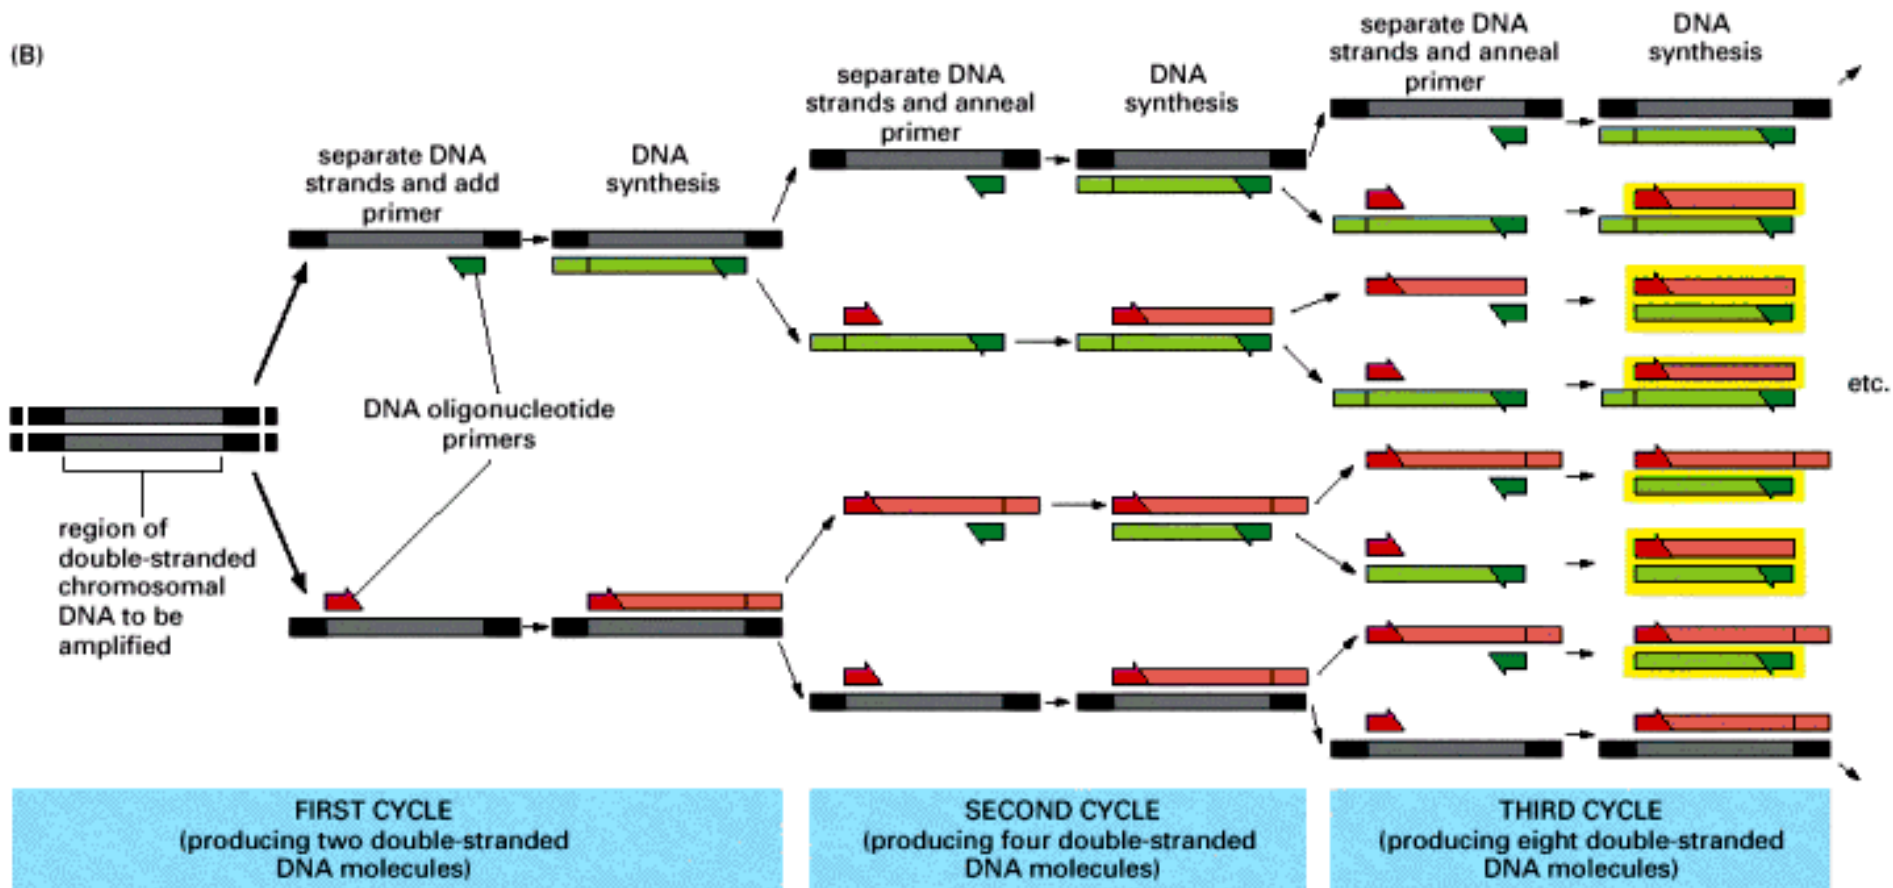 (B)
separate DNA
strands and add
primer
DNA
synthesis
separate DNA
strands and anneal
primer
DNA
synthesis
separate DNA
strands and anneal
primer
DNA
synthesis
DNA oligonucleotide
primers
etc.
region of
double-stranded
chromosomal
DNA to be
amplified
FIRST CYCLE
(producing two double-stranded
DNA molecules)
SECOND CYCLE
(producing four double-stranded
DNA molecules)
THIRD CYCLE
(producing eight double-stranded
DNA molecules)